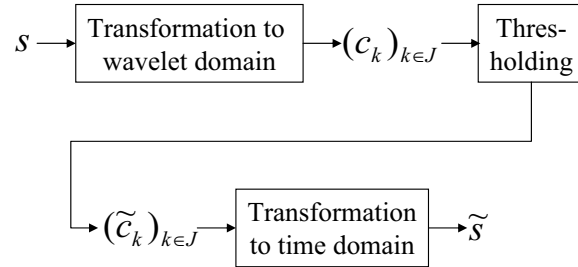 s
Transformation to
wavelet domain
(c_k)_{k∈J}
Thres-
holding
(c̃_k)_{k∈J}
Transformation
to time domain
s̃